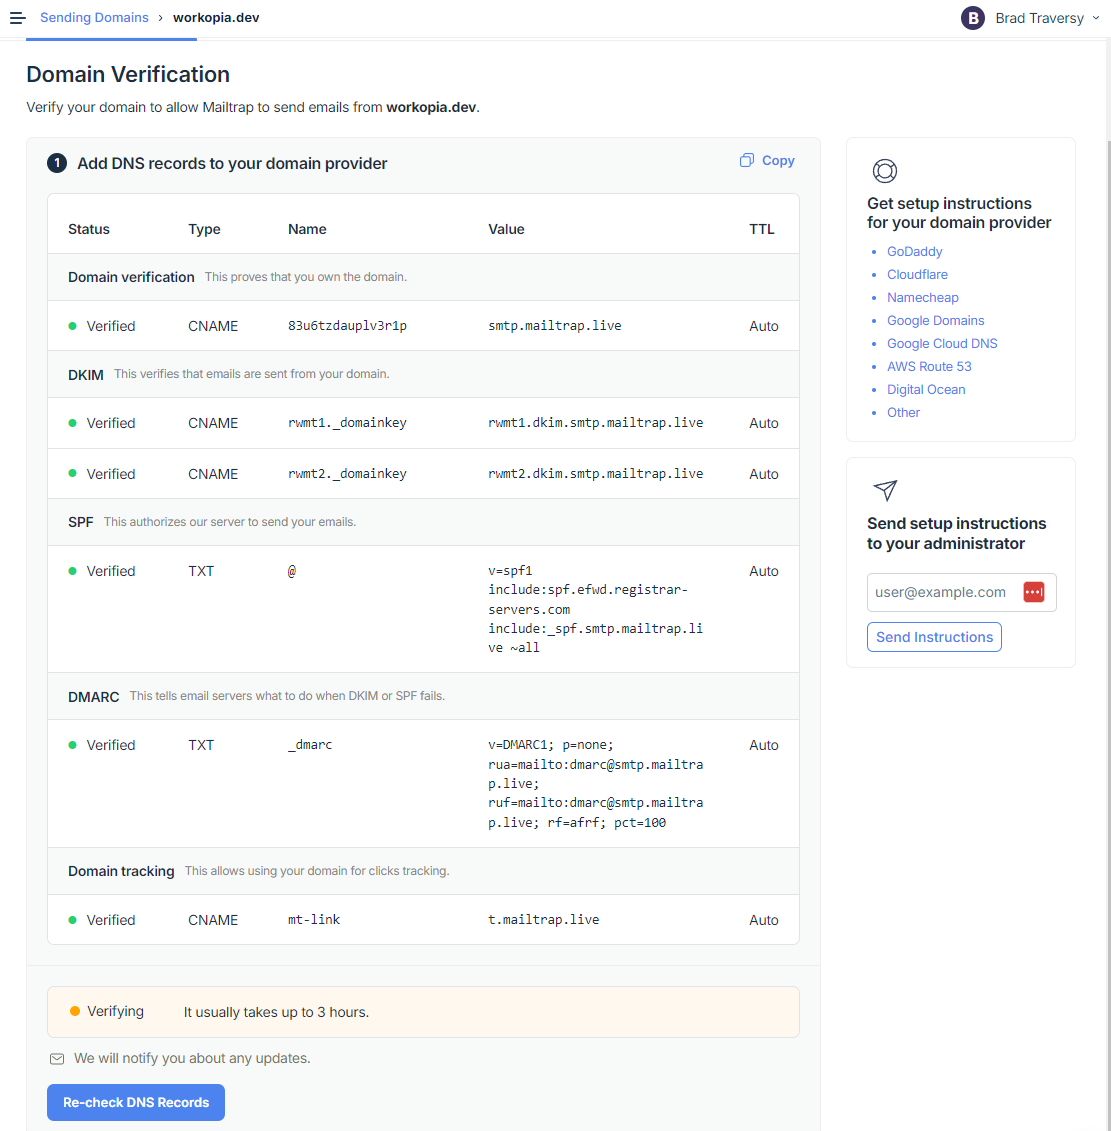 Sending Domains › workopia.dev
B Brad Traversy
Domain Verification
Verify your domain to allow Mailtrap to send emails from workopia.dev.
1 Add DNS records to your domain provider
Copy
Status Type Name Value TTL
Domain verification This proves that you own the domain.
Verified CNAME 83u6tzdauplv3r1p smtp.mailtrap.live Auto
DKIM This verifies that emails are sent from your domain.
Verified CNAME rwmt1._domainkey rwmt1.dkim.smtp.mailtrap.live Auto
Verified CNAME rwmt2._domainkey rwmt2.dkim.smtp.mailtrap.live Auto
SPF This authorizes our server to send your emails.
Verified TXT @ v=spf1 Auto
include:spf.efwd.registrar-
servers.com
include:_spf.smtp.mailtrap.li
ve ~all
DMARC This tells email servers what to do when DKIM or SPF fails.
Verified TXT _dmarc v=DMARC1; p=none; Auto
rua=mailto:dmarc@smtp.mailtra
p.live;
ruf=mailto:dmarc@smtp.mailtra
p.live; rf=afrf; pct=100
Domain tracking This allows using your domain for clicks tracking.
Verified CNAME mt-link t.mailtrap.live Auto
Verifying It usually takes up to 3 hours.
We will notify you about any updates.
Re-check DNS Records
Get setup instructions
for your domain provider
GoDaddy
Cloudflare
Namecheap
Google Domains
Google Cloud DNS
AWS Route 53
Digital Ocean
Other
Send setup instructions
to your administrator
user@example.com
Send Instructions